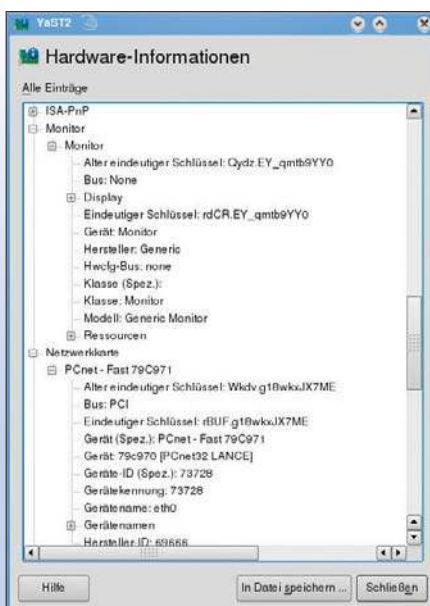 YaST2
Hardware-Informationen
Alle Einträge
ISA-PnP
Monitor
Monitor
Alter eindeutiger Schlüssel: Qydz.EY_qmtb9YY0
Bus: None
Display
Eindeutiger Schlüssel: rdCR.EY_qmtb9YY0
Gerät: Monitor
Hersteller: Generic
Hwcfg-Bus: none
Klasse (Spez.):
Klasse: Monitor
Modell: Generic Monitor
Ressourcen
Netzwerkkarte
PCnet - Fast 79C971
Alter eindeutiger Schlüssel: Wkdv.g18wkxJX7ME
Bus: PCI
Eindeutiger Schlüssel: rBUF.g18wkxJX7ME
Gerät (Spez.): PCnet - Fast 79C971
Gerät: 79c970 [PCnet32 LANCE]
Geräte-ID (Spez.): 73728
Gerätekennung: 73728
Gerätename: eth0
Gerätenamen
Hersteller-ID: 69666
Hilfe
In Datei speichern ...
Schließen